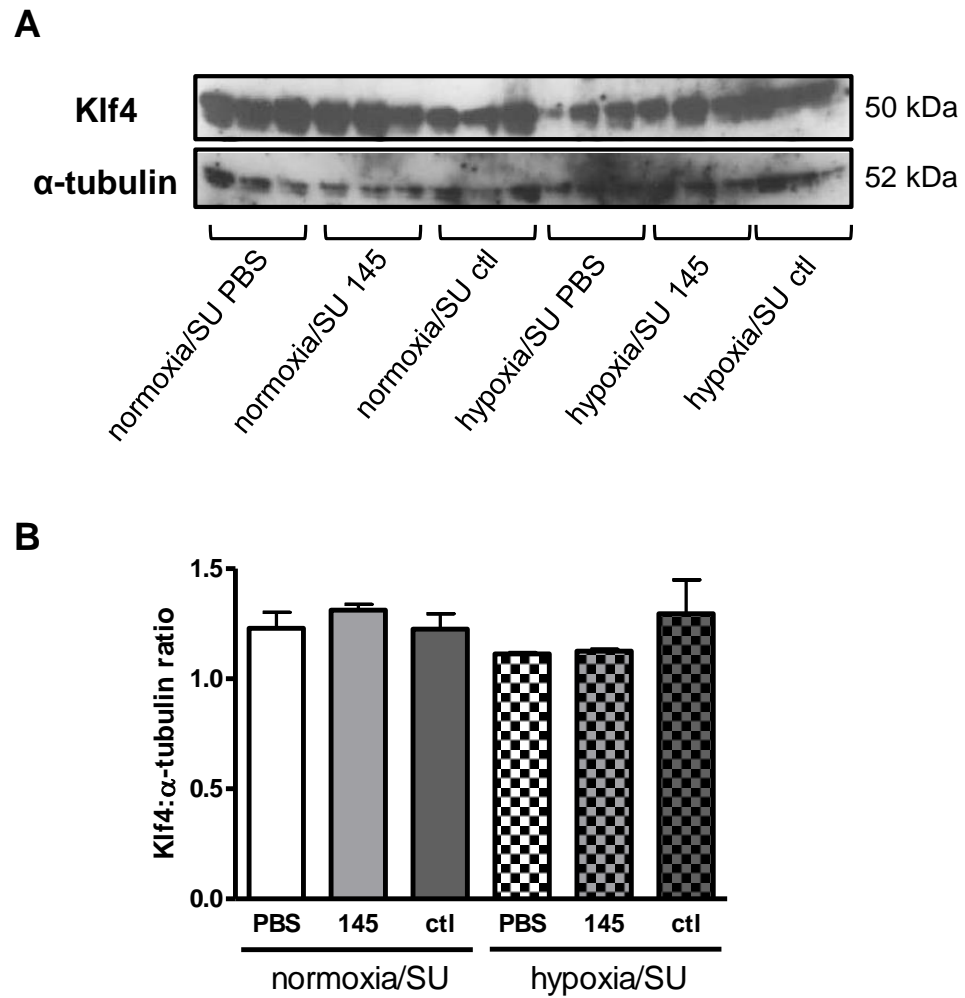 A
Klf4
50 kDa
α-tubulin
52 kDa
normoxia/SU PBS
normoxia/SU 145
normoxia/SU ctl
hypoxia/SU PBS
hypoxia/SU 145
hypoxia/SU ctl
B
Klf4:α-tubulin ratio
1.5
1.0
0.5
0.0
PBS 145 ctl PBS 145 ctl
normoxia/SU hypoxia/SU